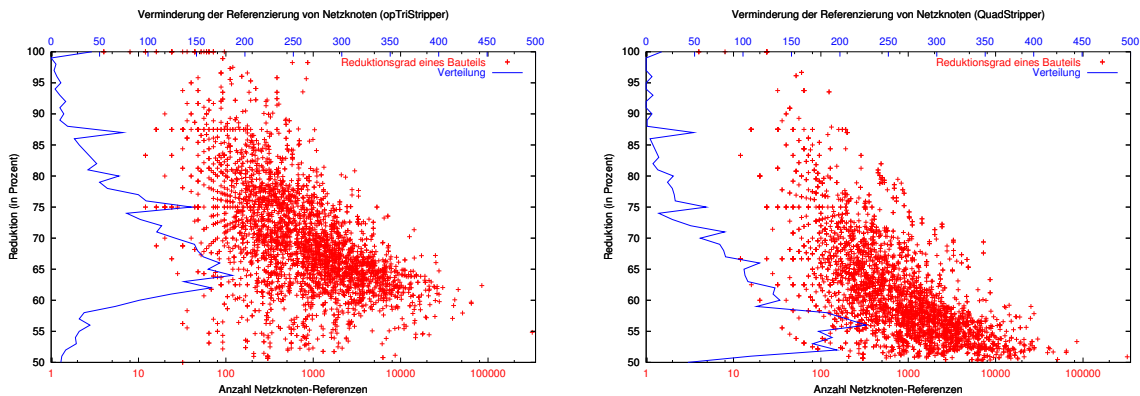 Verminderung der Referenzierung von Netzknoten (opTriStripper)
0 50 100 150 200 250 300 350 400 450 500
Reduktionsgrad eines Bauteils
Verteilung
100
95
90
85
80
75
70
65
60
55
50
Reduktion (in Prozent)
1 10 100 1000 10000 100000
Anzahl Netzknoten-Referenzen
Verminderung der Referenzierung von Netzknoten (QuadStripper)
0 50 100 150 200 250 300 350 400 450 500
Reduktionsgrad eines Bauteils
Verteilung
100
95
90
85
80
75
70
65
60
55
50
Reduktion (in Prozent)
1 10 100 1000 10000 100000
Anzahl Netzknoten-Referenzen